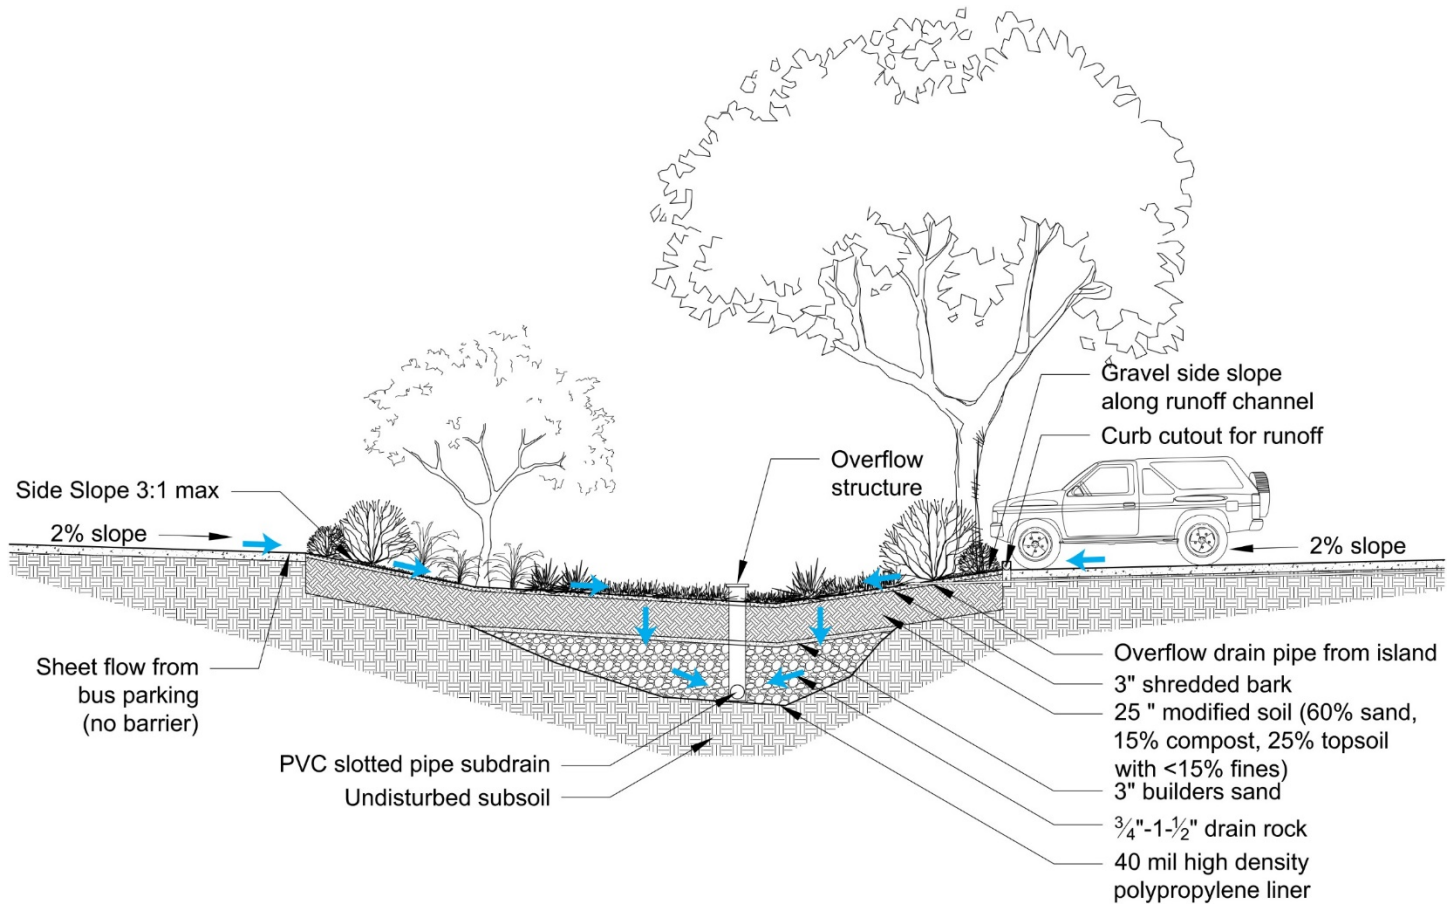 Gravel side slope
along runoff channel
Curb cutout for runoff
Overflow
structure
Side Slope 3:1 max
2% slope
2% slope
Sheet flow from
bus parking
(no barrier)
Overflow drain pipe from island
3" shredded bark
25 " modified soil (60% sand,
15% compost, 25% topsoil
with <15% fines)
3" builders sand
¾"-1-½" drain rock
40 mil high density
polypropylene liner
PVC slotted pipe subdrain
Undisturbed subsoil